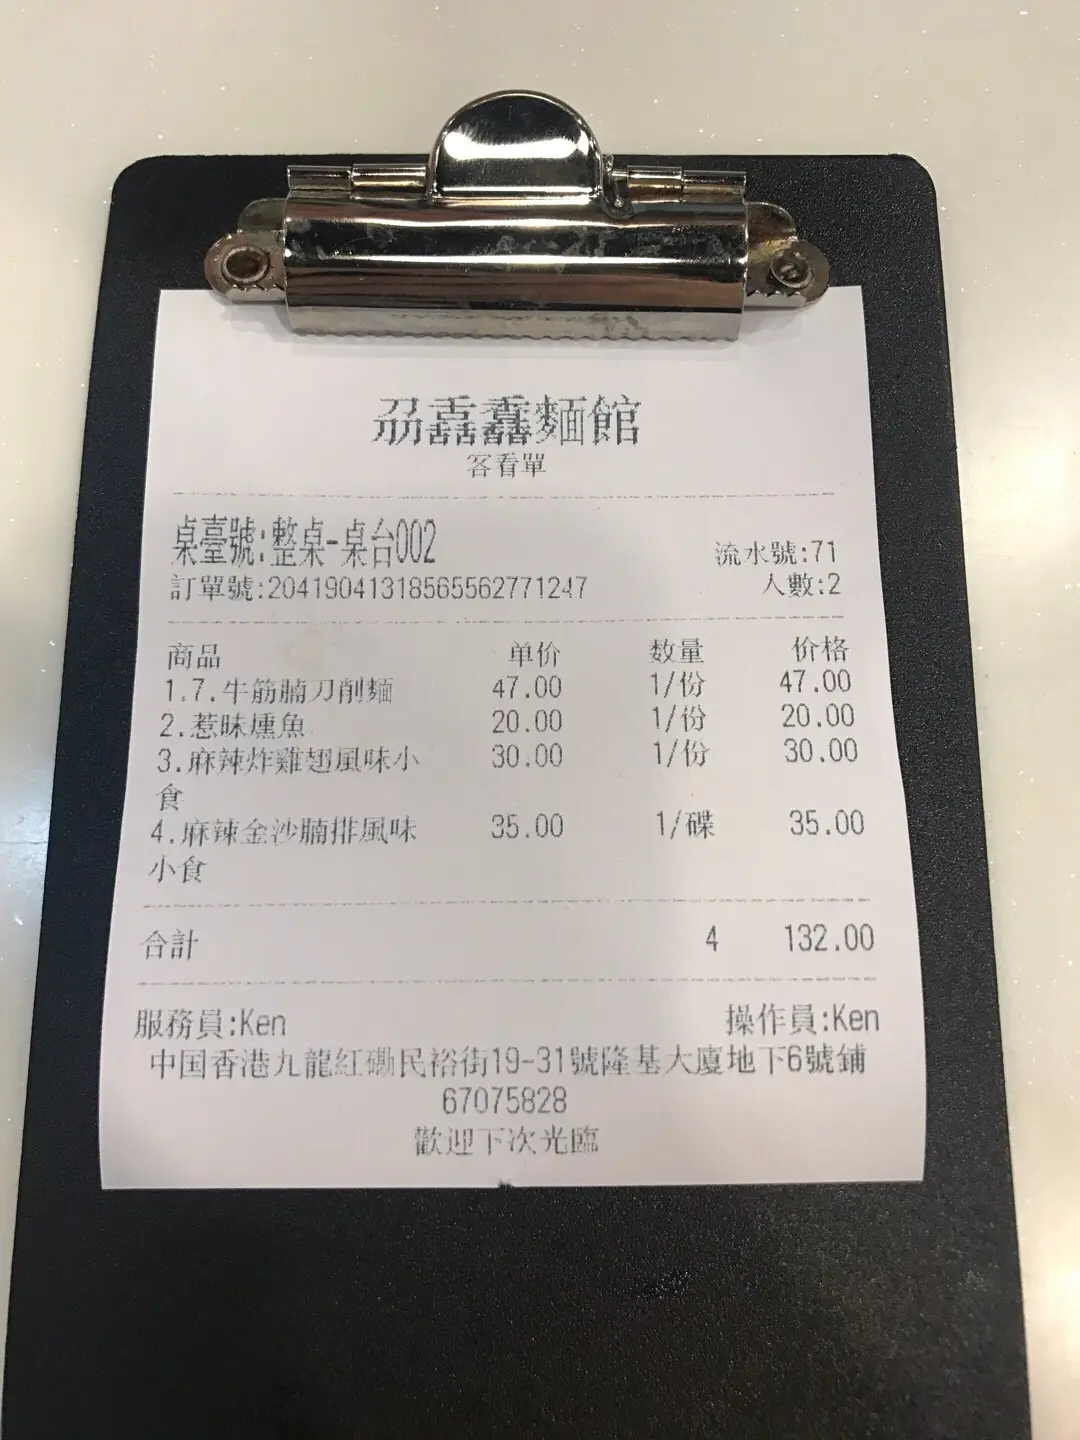 刕壵馫麵館
客看單
桌臺號:整桌-桌台002
流水號:71
訂單號:204190413185655562771247
人數:2
商品 单价 数量 价格
1.7.牛筋腩刀削麵 47.00 1/份 47.00
2.惹味燻魚 20.00 1/份 20.00
3.麻辣炸雞翅風味小 30.00 1/份 30.00
食
4.麻辣金沙腩排風味 35.00 1/碟 35.00
小食
合計 4 132.00
服務員:Ken 操作員:Ken
中国香港九龍紅磡民裕街19-31號隆基大廈地下6號鋪
67075828
歡迎下次光臨